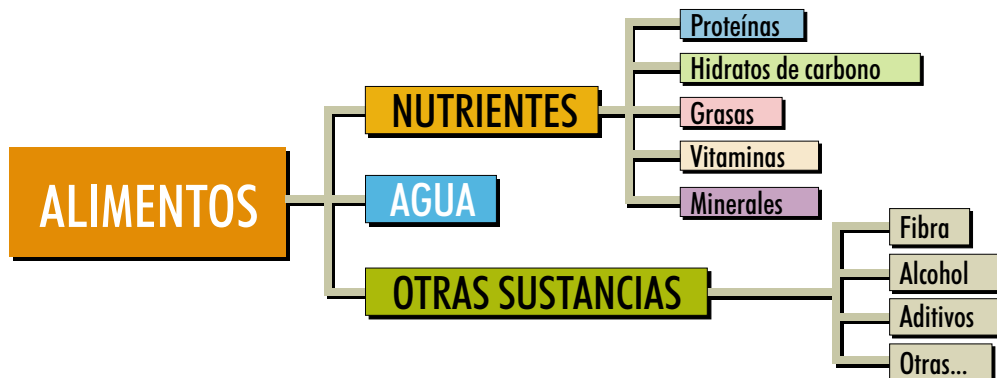 ALIMENTOS
NUTRIENTES
Proteínas
Hidratos de carbono
Grasas
Vitaminas
Minerales
AGUA
OTRAS SUSTANCIAS
Fibra
Alcohol
Aditivos
Otras...